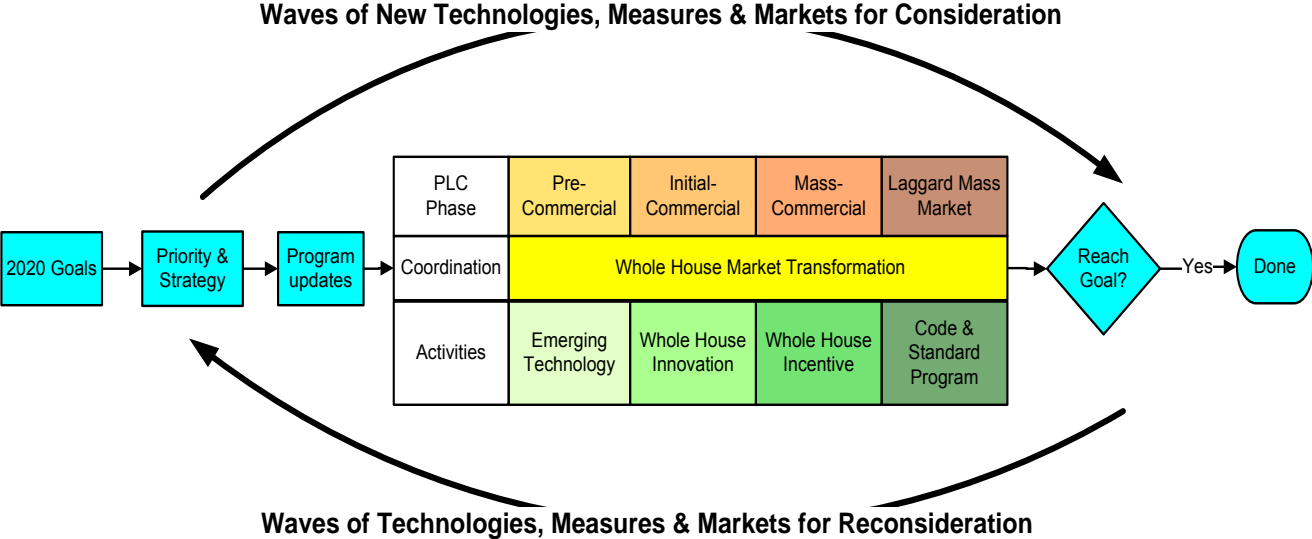 Waves of New Technologies, Measures & Markets for Consideration
2020 Goals
Priority &
Strategy
Program
updates
PLC
Phase
Pre-
Commercial
Initial-
Commercial
Mass-
Commercial
Laggard Mass
Market
Coordination
Whole House Market Transformation
Activities
Emerging
Technology
Whole House
Innovation
Whole House
Incentive
Code &
Standard
Program
Reach
Goal?
Yes
Done
Waves of Technologies, Measures & Markets for Reconsideration